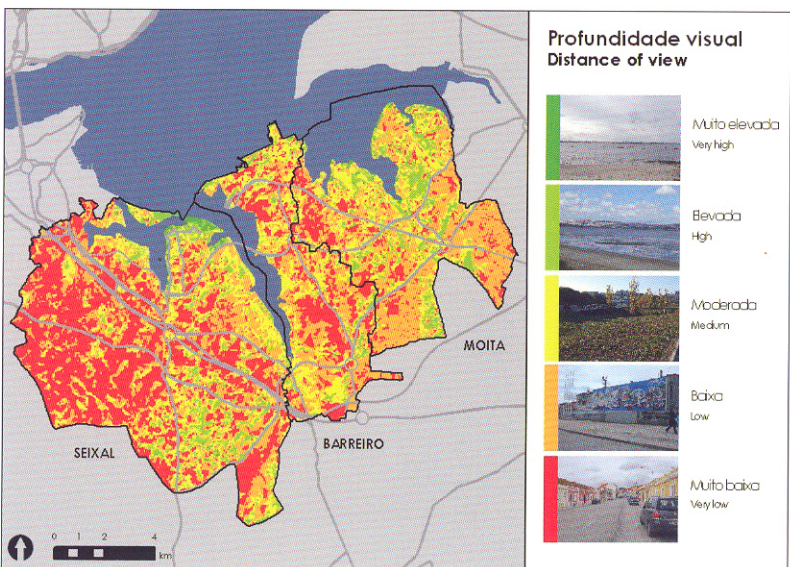 Profundidade visual
Distance of view
Muito elevada
Very high
Elevada
High
Moderada
Medium
Baixa
Low
Muito baixa
Very low
MOITA
BARREIRO
SEIXAL
0 1 2 4
km